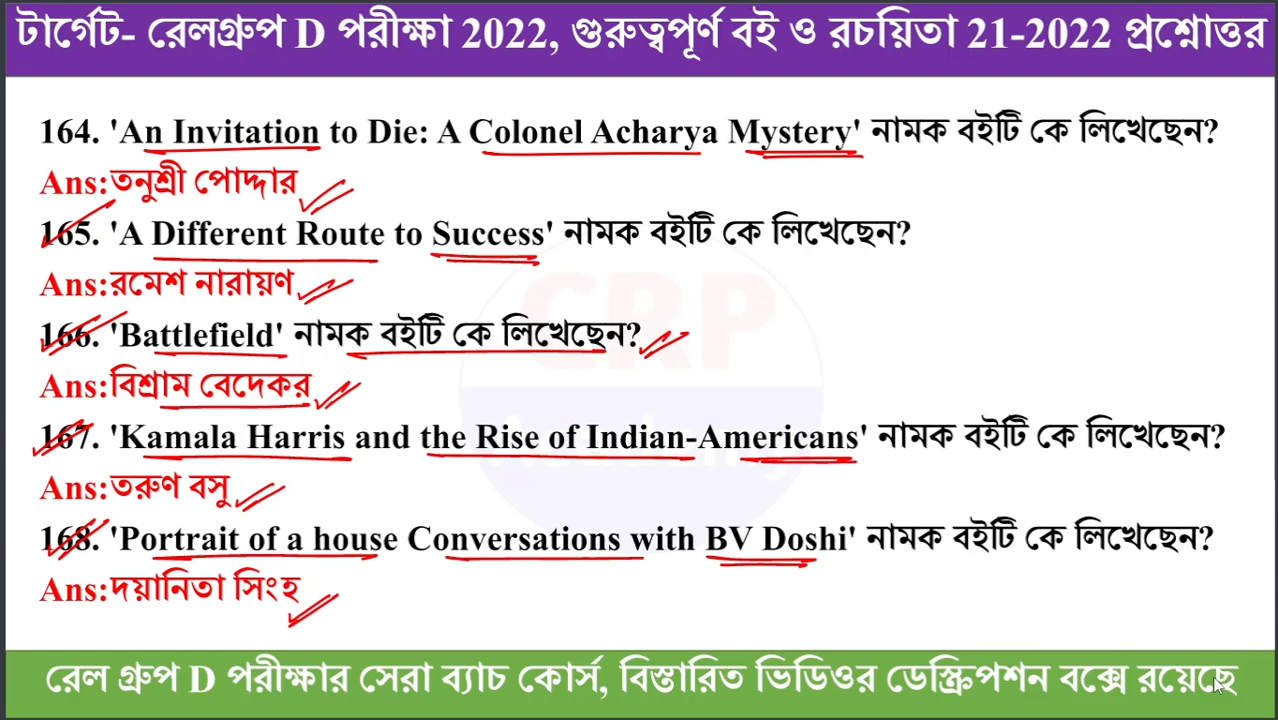 টার্গেট- রেলগ্রুপ D পরীক্ষা 2022, গুরুত্বপূর্ণ বই ও রচয়িতা 21-2022 প্রশ্নোত্তর
164. 'An Invitation to Die: A Colonel Acharya Mystery' নামক বইটি কে লিখেছেন?
Ans:তনুশ্রী পোদ্দার
165. 'A Different Route to Success' নামক বইটি কে লিখেছেন?
Ans:রমেশ নারায়ণ
166. 'Battlefield' নামক বইটি কে লিখেছেন?
Ans:বিশ্রাম বেদেকর
167. 'Kamala Harris and the Rise of Indian-Americans' নামক বইটি কে লিখেছেন?
Ans:তরুণ বসু
168. 'Portrait of a house Conversations with BV Doshi' নামক বইটি কে লিখেছেন?
Ans:দয়ানিতা সিংহ
CRP
Academy
রেল গ্রুপ D পরীক্ষার সেরা ব্যাচ কোর্স, বিস্তারিত ভিডিওর ডেস্ক্রিপশন বক্সে রয়েছে